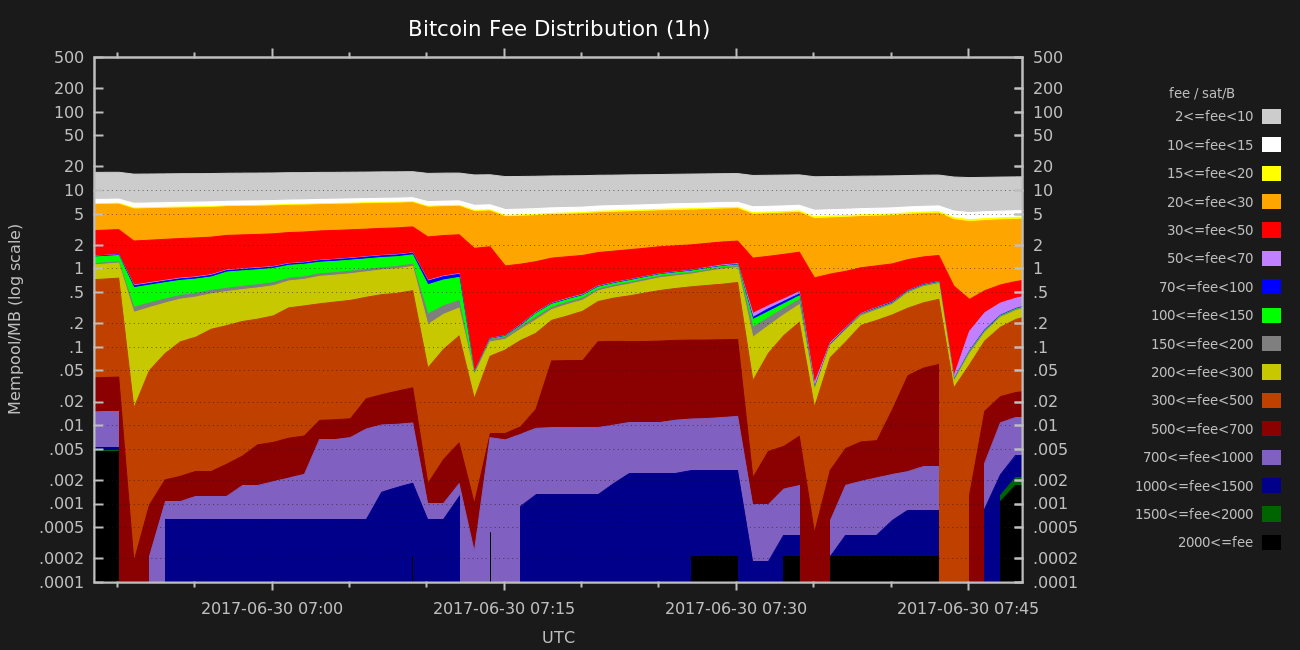 Bitcoin Fee Distribution (1h)
Mempool/MB (log scale)
500
200
100
50
20
10
5
2
1
.5
.2
.1
.05
.02
.01
.005
.002
.001
.0005
.0002
.0001
500
200
100
50
20
10
5
2
1
.5
.2
.1
.05
.02
.01
.005
.002
.001
.0005
.0002
.0001
2017-06-30 07:00
2017-06-30 07:15
2017-06-30 07:30
2017-06-30 07:45
UTC
fee / sat/B
2<=fee<10
10<=fee<15
15<=fee<20
20<=fee<30
30<=fee<50
50<=fee<70
70<=fee<100
100<=fee<150
150<=fee<200
200<=fee<300
300<=fee<500
500<=fee<700
700<=fee<1000
1000<=fee<1500
1500<=fee<2000
2000<=fee